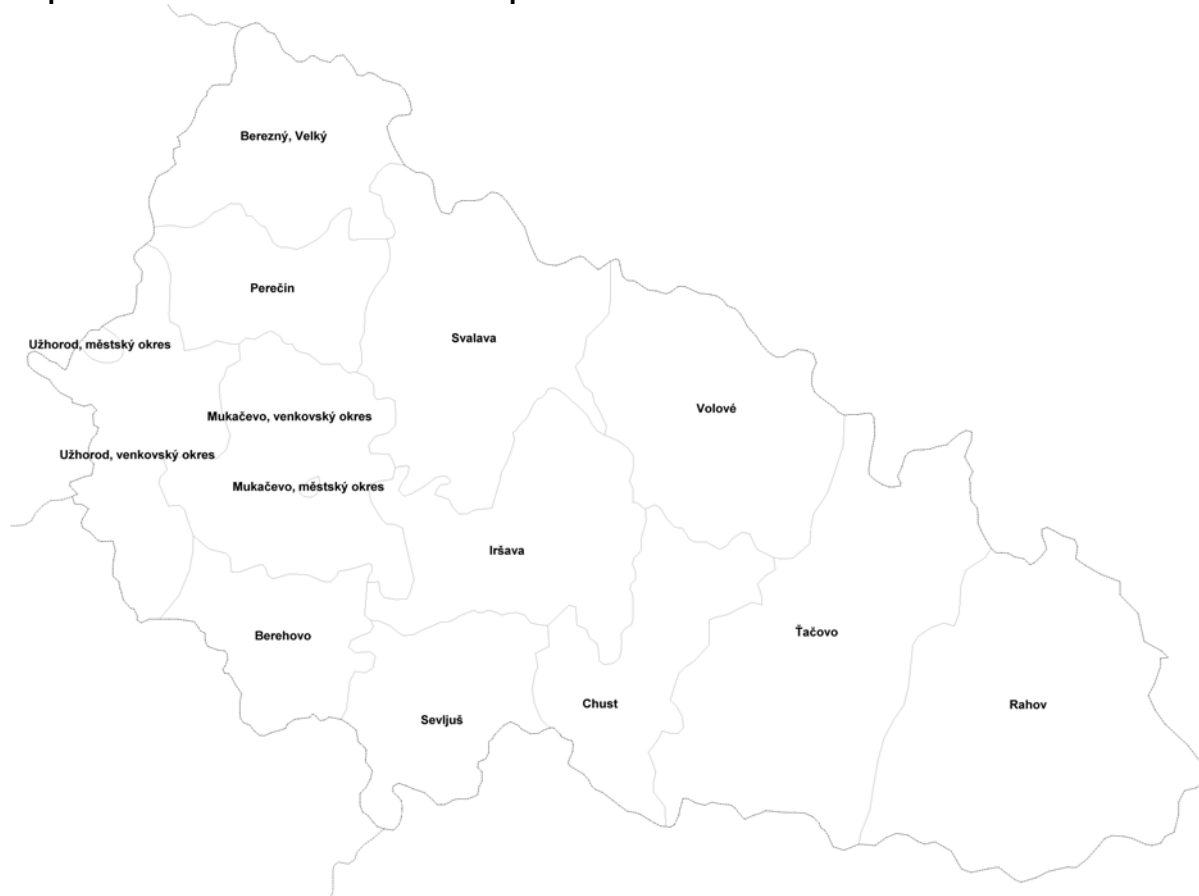 Berezný, Velký
Perečin
Svalava
Užhorod, městský okres
Volové
Mukačevo, venkovský okres
Užhorod, venkovský okres
Mukačevo, městský okres
Iršava
Ťačovo
Berehovo
Chust
Rahov
Sevljuš